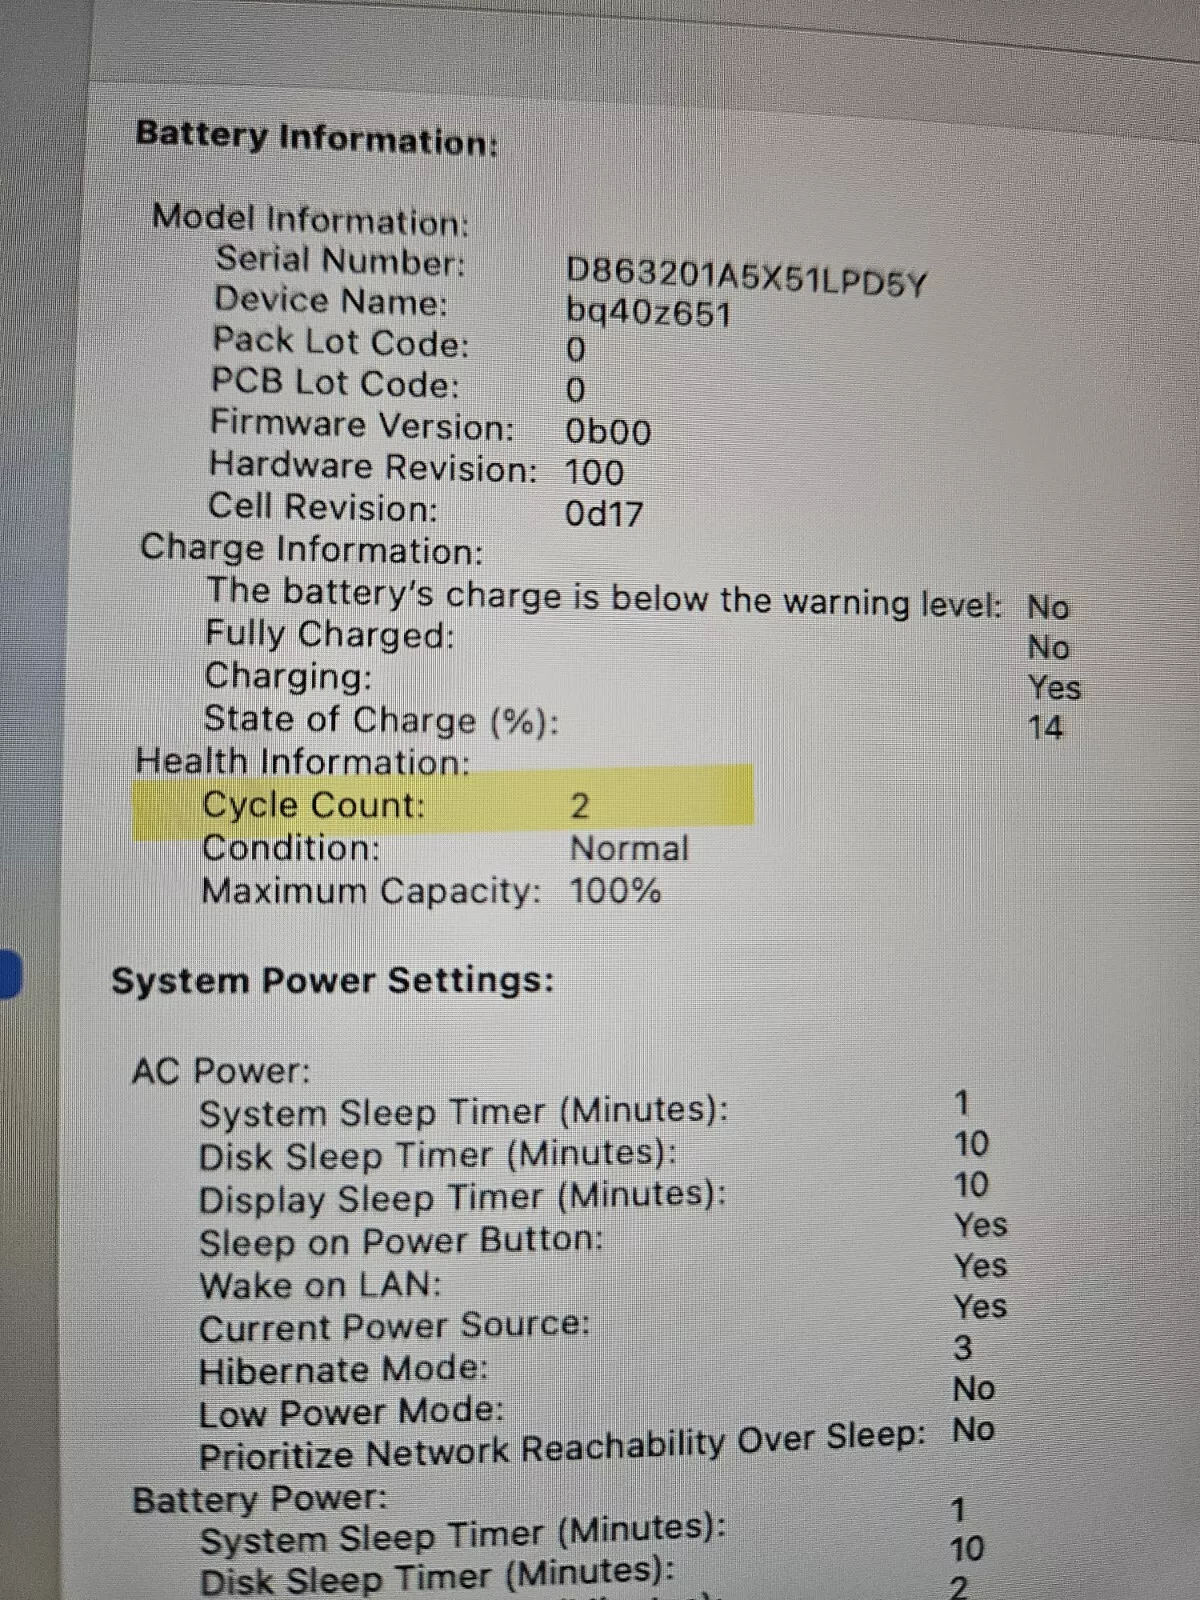 Battery Information:
Model Information:
Serial Number: D863201A5X51LPD5Y
Device Name: bq40z651
Pack Lot Code: 0
PCB Lot Code: 0
Firmware Version: 0b00
Hardware Revision: 100
Cell Revision: 0d17
Charge Information:
The battery's charge is below the warning level: No
Fully Charged: No
Charging: Yes
State of Charge (%): 14
Health Information:
Cycle Count: 2
Condition: Normal
Maximum Capacity: 100%
System Power Settings:
AC Power:
System Sleep Timer (Minutes): 1
Disk Sleep Timer (Minutes): 10
Display Sleep Timer (Minutes): 10
Sleep on Power Button: Yes
Wake on LAN: Yes
Current Power Source: Yes
Hibernate Mode: 3
Low Power Mode: No
Prioritize Network Reachability Over Sleep: No
Battery Power:
System Sleep Timer (Minutes): 1
Disk Sleep Timer (Minutes): 10
2